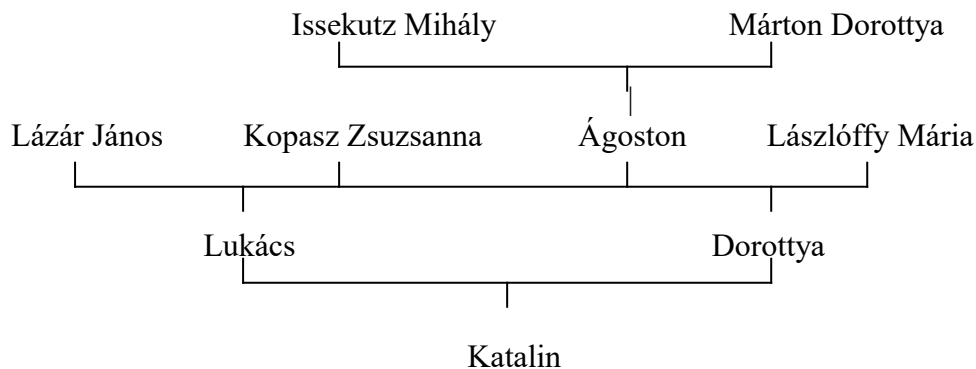 Issekutz Mihály Márton Dorottya
Lázár János Kopasz Zsuzsanna Ágoston Lászlóffy Mária
Lukács Dorottya
Katalin